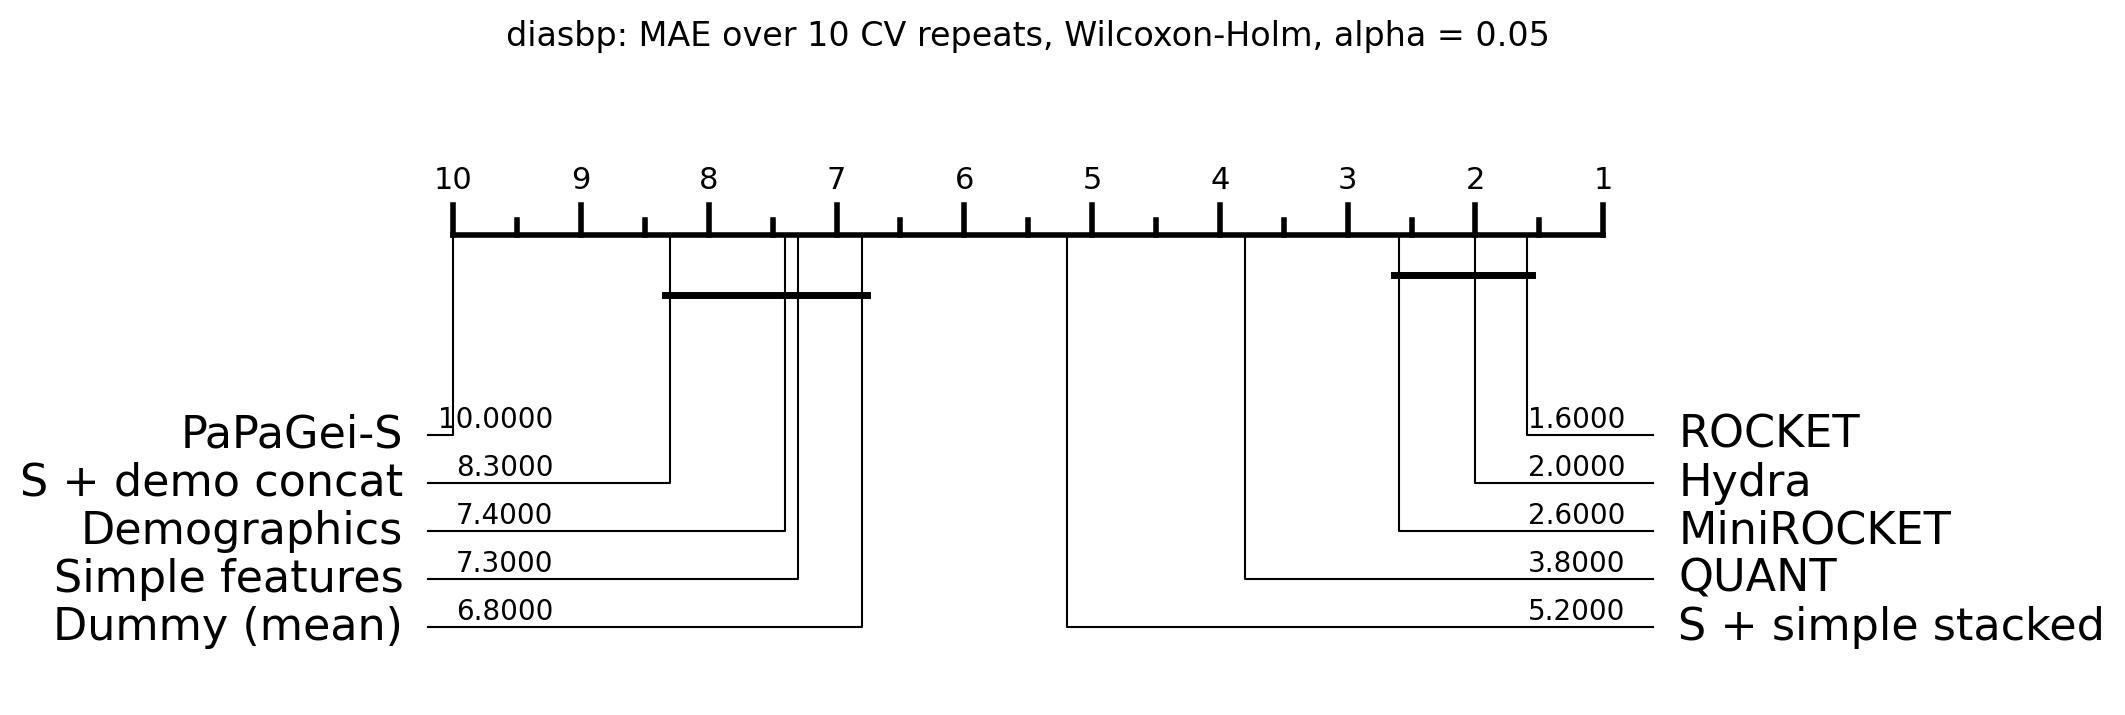 diasbp: MAE over 10 CV repeats, Wilcoxon-Holm, alpha = 0.05
10 9 8 7 6 5 4 3 2 1
PaPaGei-S 10.0000 1.6000 ROCKET
S + demo concat 8.3000 2.0000 Hydra
Demographics 7.4000 2.6000 MiniROCKET
Simple features 7.3000 3.8000 QUANT
Dummy (mean) 6.8000 5.2000 S + simple stacked